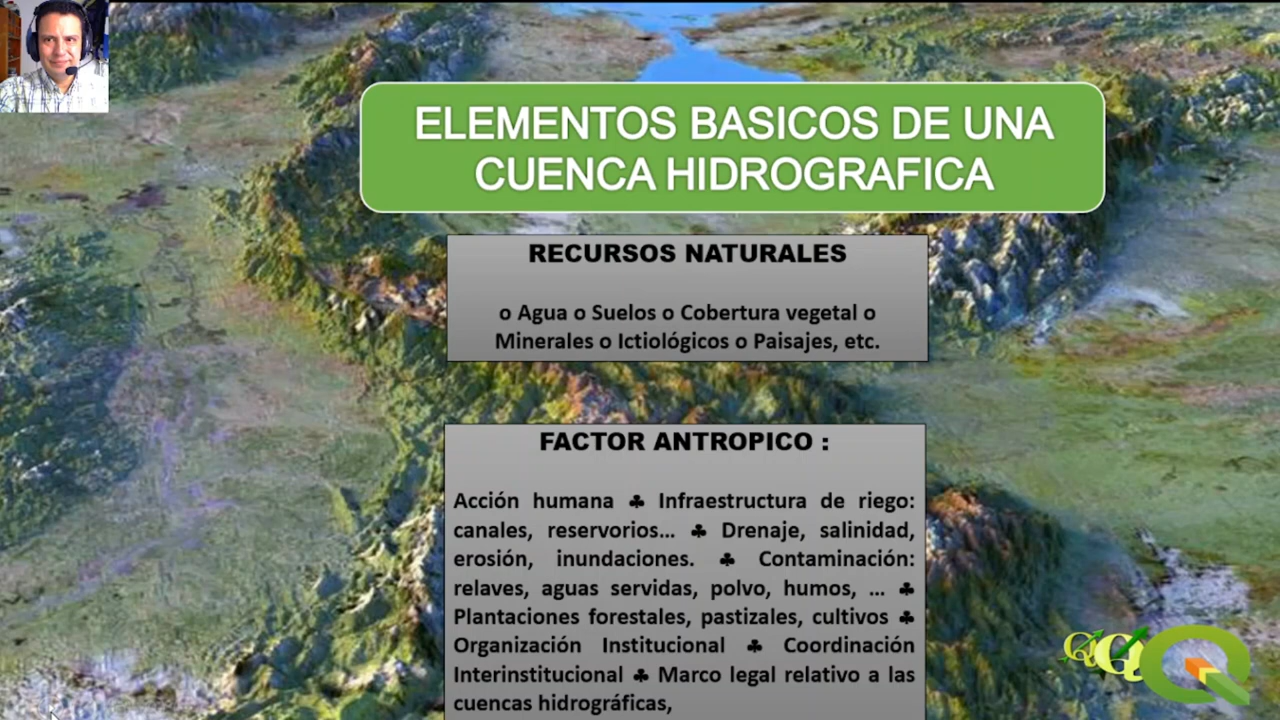 ELEMENTOS BASICOS DE UNA
CUENCA HIDROGRAFICA
RECURSOS NATURALES
o Agua o Suelos o Cobertura vegetal o
Minerales o Ictiológicos o Paisajes, etc.
FACTOR ANTROPICO :
Acción humana ♣ Infraestructura de riego:
canales, reservorios... ♣ Drenaje, salinidad,
erosión, inundaciones. ♣ Contaminación:
relaves, aguas servidas, polvo, humos, ... ♣
Plantaciones forestales, pastizales, cultivos ♣
Organización Institucional ♣ Coordinación
Interinstitucional ♣ Marco legal relativo a las
cuencas hidrográficas,